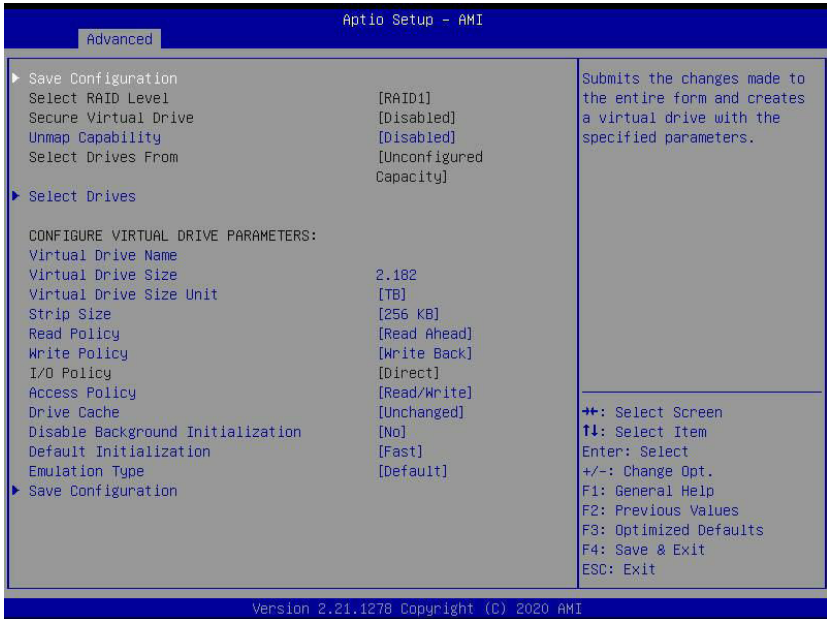 Aptio Setup – AMI
Advanced
Save Configuration
Select RAID Level [RAID1]
Secure Virtual Drive [Disabled]
Unmap Capability [Disabled]
Select Drives From [Unconfigured
Capacity]
Select Drives
CONFIGURE VIRTUAL DRIVE PARAMETERS:
Virtual Drive Name
Virtual Drive Size 2.182
Virtual Drive Size Unit [TB]
Strip Size [256 KB]
Read Policy [Read Ahead]
Write Policy [Write Back]
I/O Policy [Direct]
Access Policy [Read/Write]
Drive Cache [Unchanged]
Disable Background Initialization [No]
Default Initialization [Fast]
Emulation Type [Default]
Save Configuration
Submits the changes made to
the entire form and creates
a virtual drive with the
specified parameters.
→←: Select Screen
↑↓: Select Item
Enter: Select
+/-: Change Opt.
F1: General Help
F2: Previous Values
F3: Optimized Defaults
F4: Save & Exit
ESC: Exit
Version 2.21.1278 Copyright (C) 2020 AMI